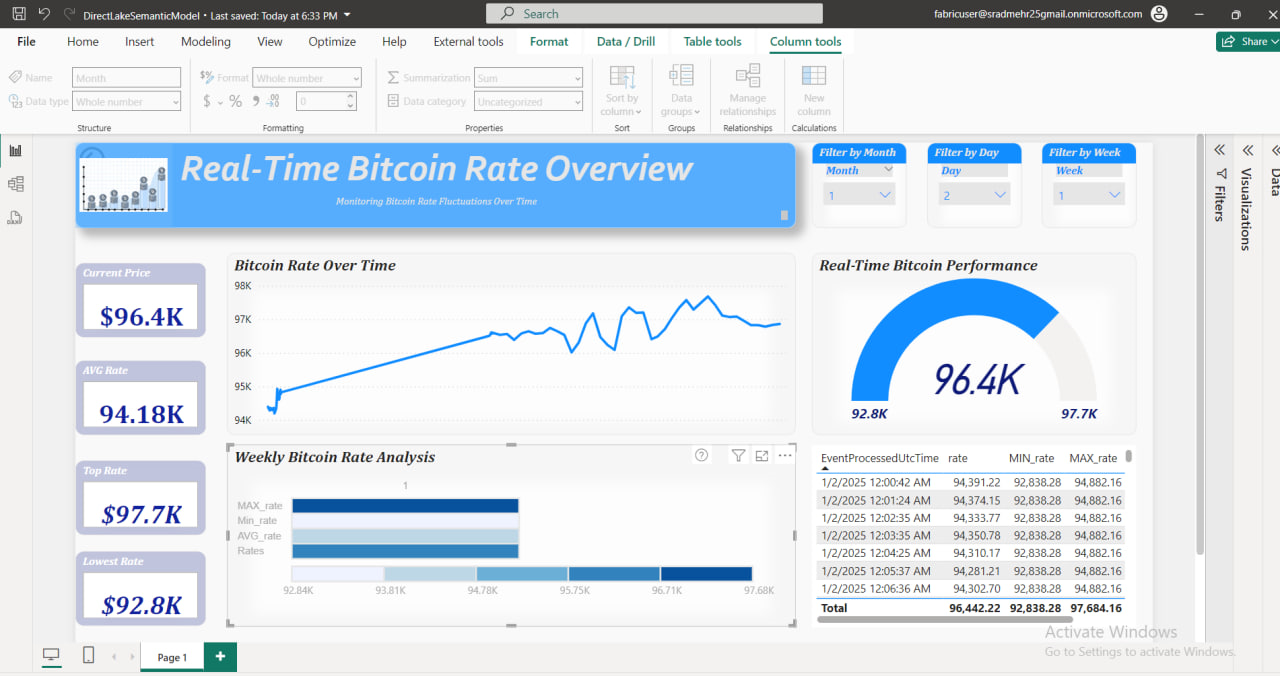 DirectLakeSemanticModel • Last saved: Today at 6:33 PM
Search
fabricuser@sradmehr25gmail.onmicrosoft.com
File Home Insert Modeling View Optimize Help External tools Format Data / Drill Table tools Column tools
Share
Name Month
Data type Whole number
Structure
Format Whole number
$ % 0
Formatting
Summarization Sum
Data category Uncategorized
Properties
Sort by
column
Sort
Data
groups
Groups
Manage
relationships
Relationships
New
column
Calculations
Real-Time Bitcoin Rate Overview
Monitoring Bitcoin Rate Fluctuations Over Time
Filter by Month
Month
1
Filter by Day
Day
2
Filter by Week
Week
1
Filters
Visualizations
Data
Current Price
$96.4K
AVG Rate
94.18K
Top Rate
$97.7K
Lowest Rate
$92.8K
Bitcoin Rate Over Time
98K
97K
96K
95K
94K
Real-Time Bitcoin Performance
96.4K
92.8K 97.7K
Weekly Bitcoin Rate Analysis
1
MAX_rate
Min_rate
AVG_rate
Rates
92.84K 93.81K 94.78K 95.75K 96.71K 97.68K
EventProcessedUtcTime rate MIN_rate MAX_rate
1/2/2025 12:00:42 AM 94,391.22 92,838.28 94,882.16
1/2/2025 12:01:24 AM 94,374.15 92,838.28 94,882.16
1/2/2025 12:02:35 AM 94,333.77 92,838.28 94,882.16
1/2/2025 12:03:35 AM 94,350.78 92,838.28 94,882.16
1/2/2025 12:04:25 AM 94,310.17 92,838.28 94,882.16
1/2/2025 12:05:37 AM 94,281.21 92,838.28 94,882.16
1/2/2025 12:06:36 AM 94,302.70 92,838.28 94,882.16
Total 96,442.22 92,838.28 97,684.16
Activate Windows
Go to Settings to activate Windows.
Page 1